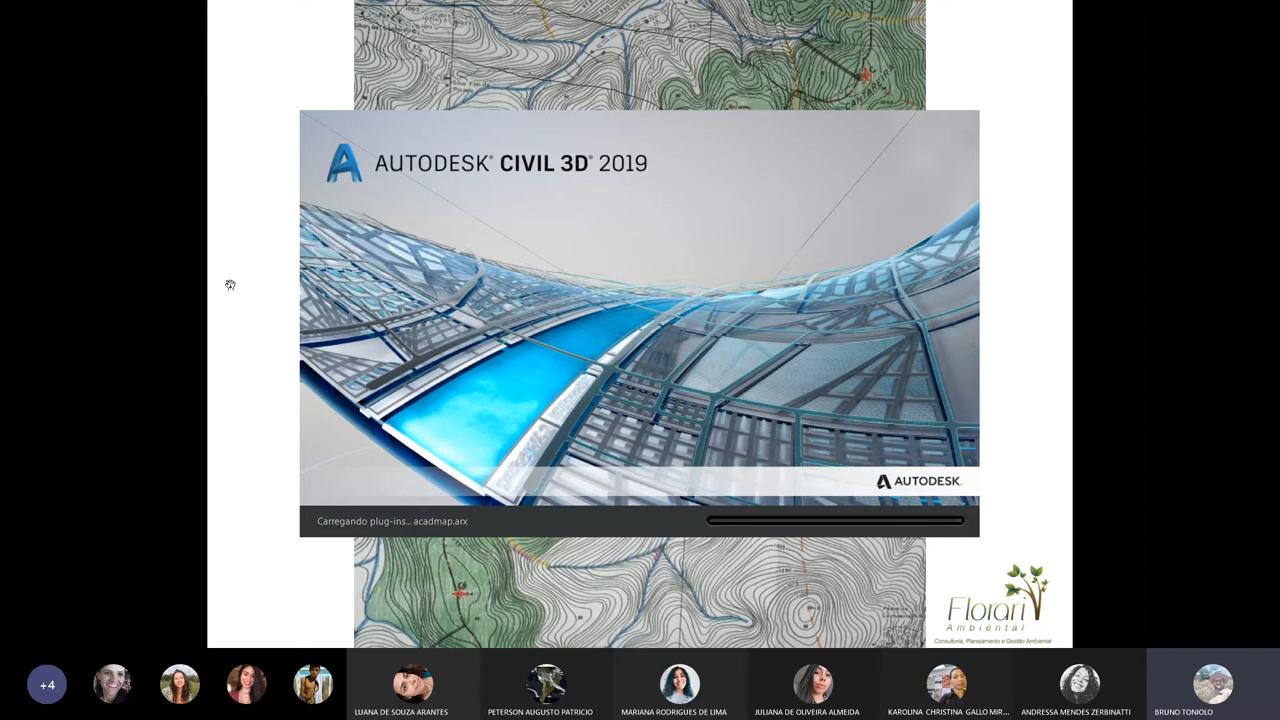 CANTAREIRA
AUTODESK® CIVIL 3D® 2019
AUTODESK.
Carregando plug-ins... acadmap.arx
Florari
Ambiental
Consultoria, Planejamento e Gestão Ambiental
+4
LUANA DE SOUZA ARANTES
PETERSON AUGUSTO PATRICIO
MARIANA RODRIGUES DE LIMA
JULIANA DE OLIVEIRA ALMEIDA
KAROLINA CHRISTINA GALLO MIR...
ANDRESSA MENDES ZERBINATTI
BRUNO TONIOLO